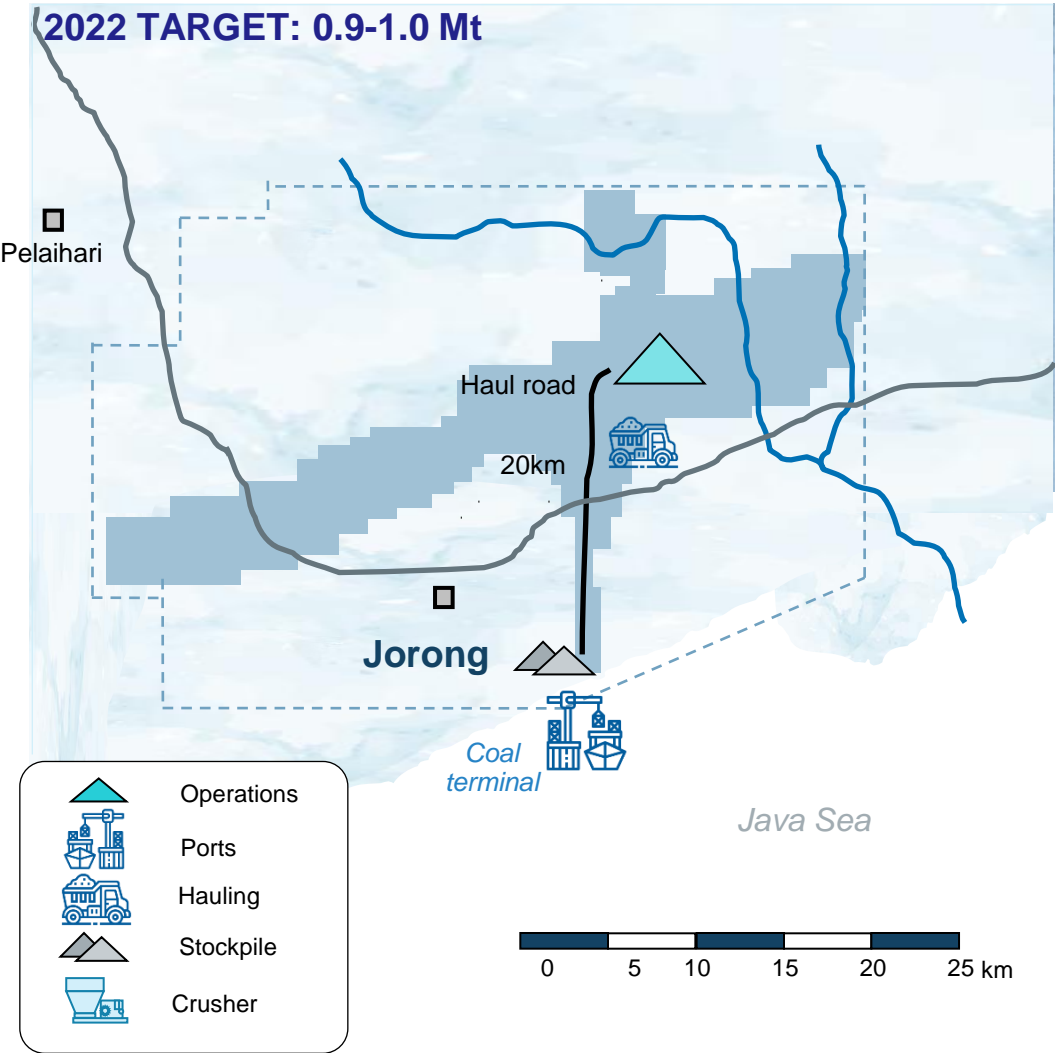 2022 TARGET: 0.9-1.0 Mt
Pelaihari
Haul road
20km
Jorong
Coal
terminal
Java Sea
Operations
Ports
Hauling
Stockpile
Crusher
0 5 10 15 20 25 km